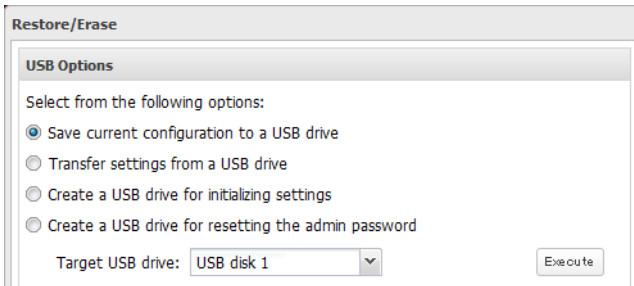 Restore/Erase
USB Options
Select from the following options:
Save current configuration to a USB drive
Transfer settings from a USB drive
Create a USB drive for initializing settings
Create a USB drive for resetting the admin password
Target USB drive: USB disk 1 Execute